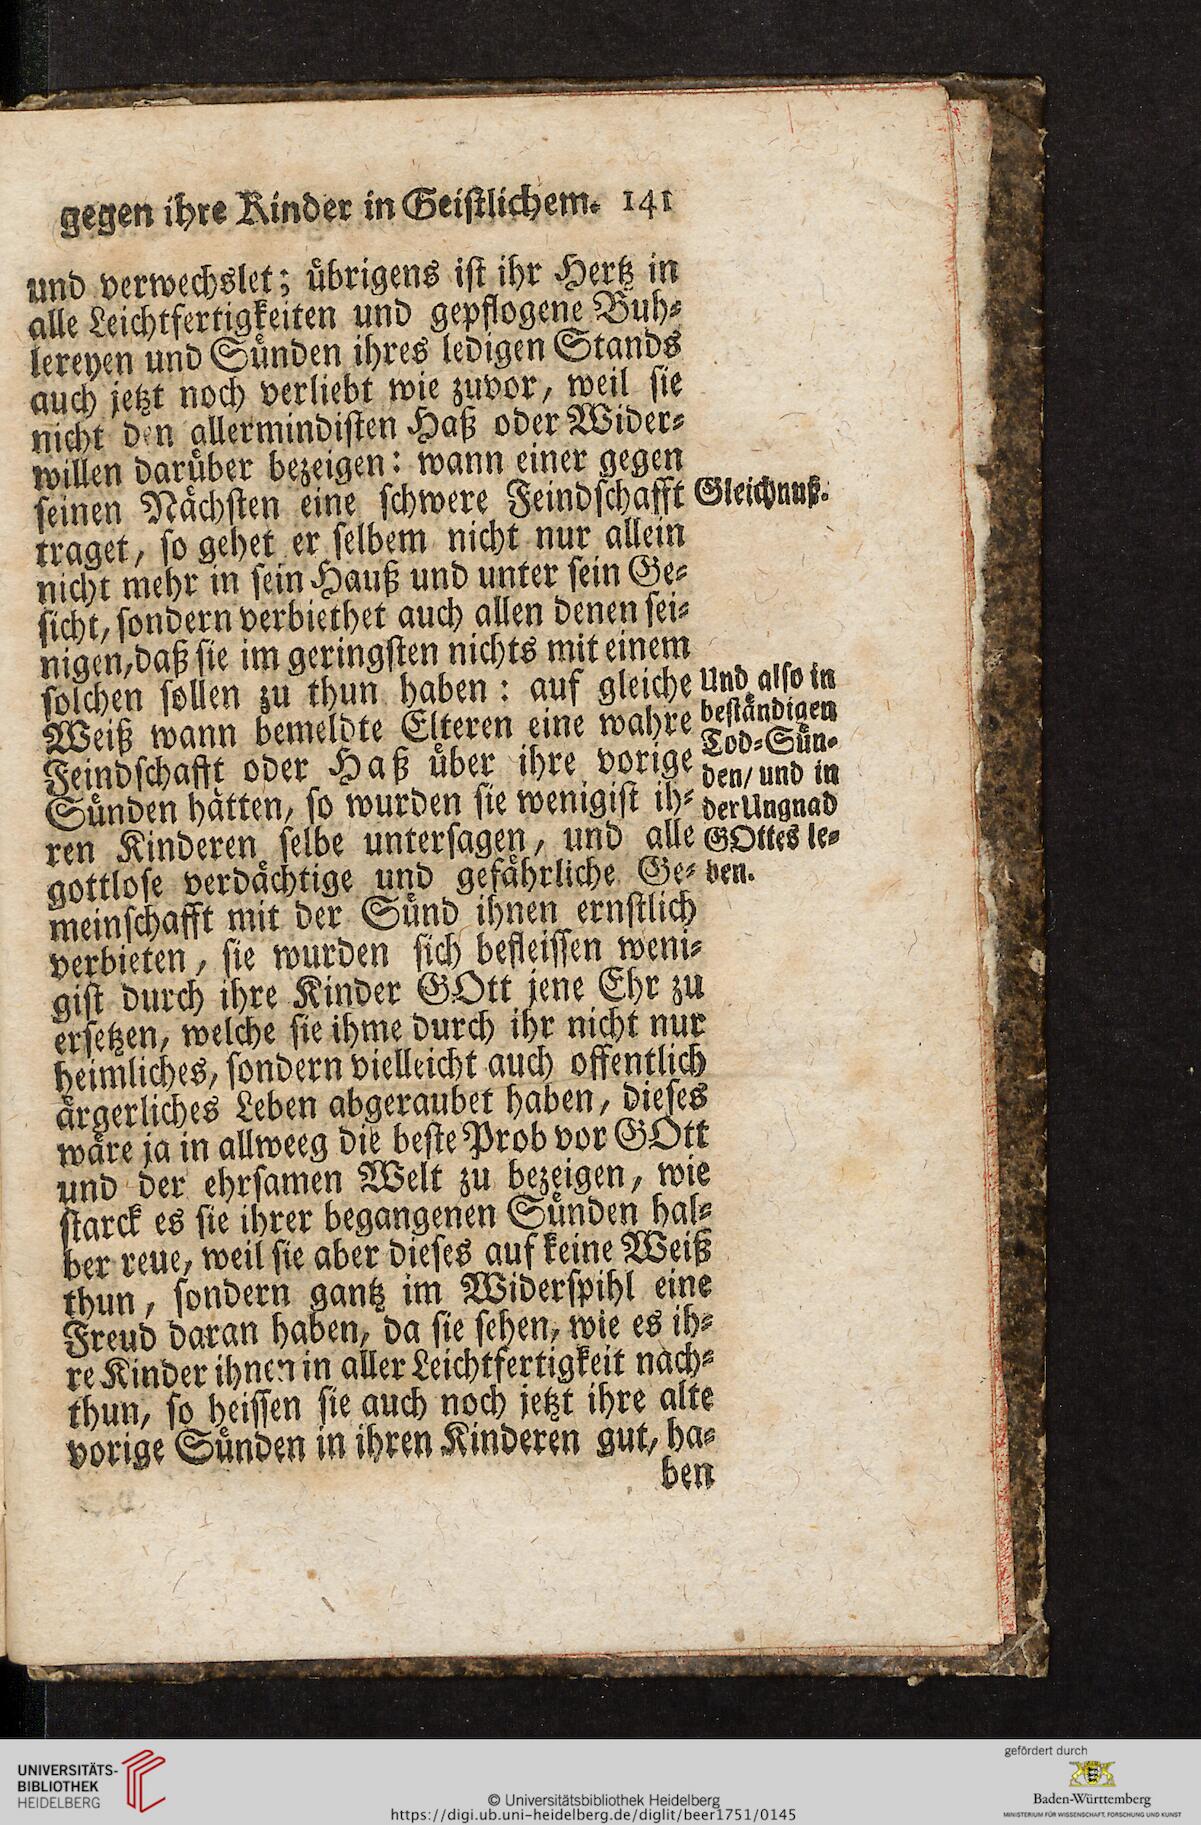 gegen ihre Kinder in Geistlichem. 141
und verwechslet; übrigens ist ihr Hertz in
alle Leichtfertigkeiten und gepflogene Buh-
lereyen und Sünden ihres ledigen Stands
auch jetzt noch verliebt wie zuvor, weil sie
nicht den allermindisten Haß oder Wider-
willen darüber bezeigen: wann einer gegen
seinen Nächsten eine schwere Feindschafft
Gleichnuß.
traget, so gehet er selbem nicht nur allein
nicht mehr in sein Hauß und unter sein Ge-
sicht, sondern verbiethet auch allen denen sei-
nigen, daß sie im geringsten nichts mit einem
solchen sollen zu thun haben: auf gleiche
Weiß wann bemeldte Elteren eine wahre
Feindschafft oder Haß über ihre vorige
Sünden hätten, so wurden sie wenigist ih-
ren Kinderen selbe untersagen, und alle
gottlose verdächtige und gefährliche Ge-
Und also in
beständigen
Tod-Sün-
den/ und in
der Ungnad
GOttes le-
ben.
meinschafft mit der Sünd ihnen ernstlich
verbieten, sie wurden sich befleissen weni-
gist durch ihre Kinder GOtt jene Ehr zu
ersetzen, welche sie ihme durch ihr nicht nur
heimliches, sondern vielleicht auch offentlich
ärgerliches Leben abgeraubet haben, dieses
wäre ja in allweeg die beste Prob vor GOtt
und der ehrsamen Welt zu bezeigen, wie
starck es sie ihrer begangenen Sünden hal-
ber reue, weil sie aber dieses auf keine Weiß
thun, sondern gantz im Widerspihl eine
Freud daran haben, da sie sehen, wie es ih-
re Kinder ihnen in aller Leichtfertigkeit nach-
thun, so heissen sie auch noch jetzt ihre alte
vorige Sünden in ihren Kinderen gut, ha-
ben
UNIVERSITÄTS-
BIBLIOTHEK
HEIDELBERG
© Universitätsbibliothek Heidelberg
https://digi.ub.uni-heidelberg.de/diglit/beer1751/0145
gefördert durch
Baden-Württemberg
MINISTERIUM FÜR WISSENSCHAFT, FORSCHUNG UND KUNST